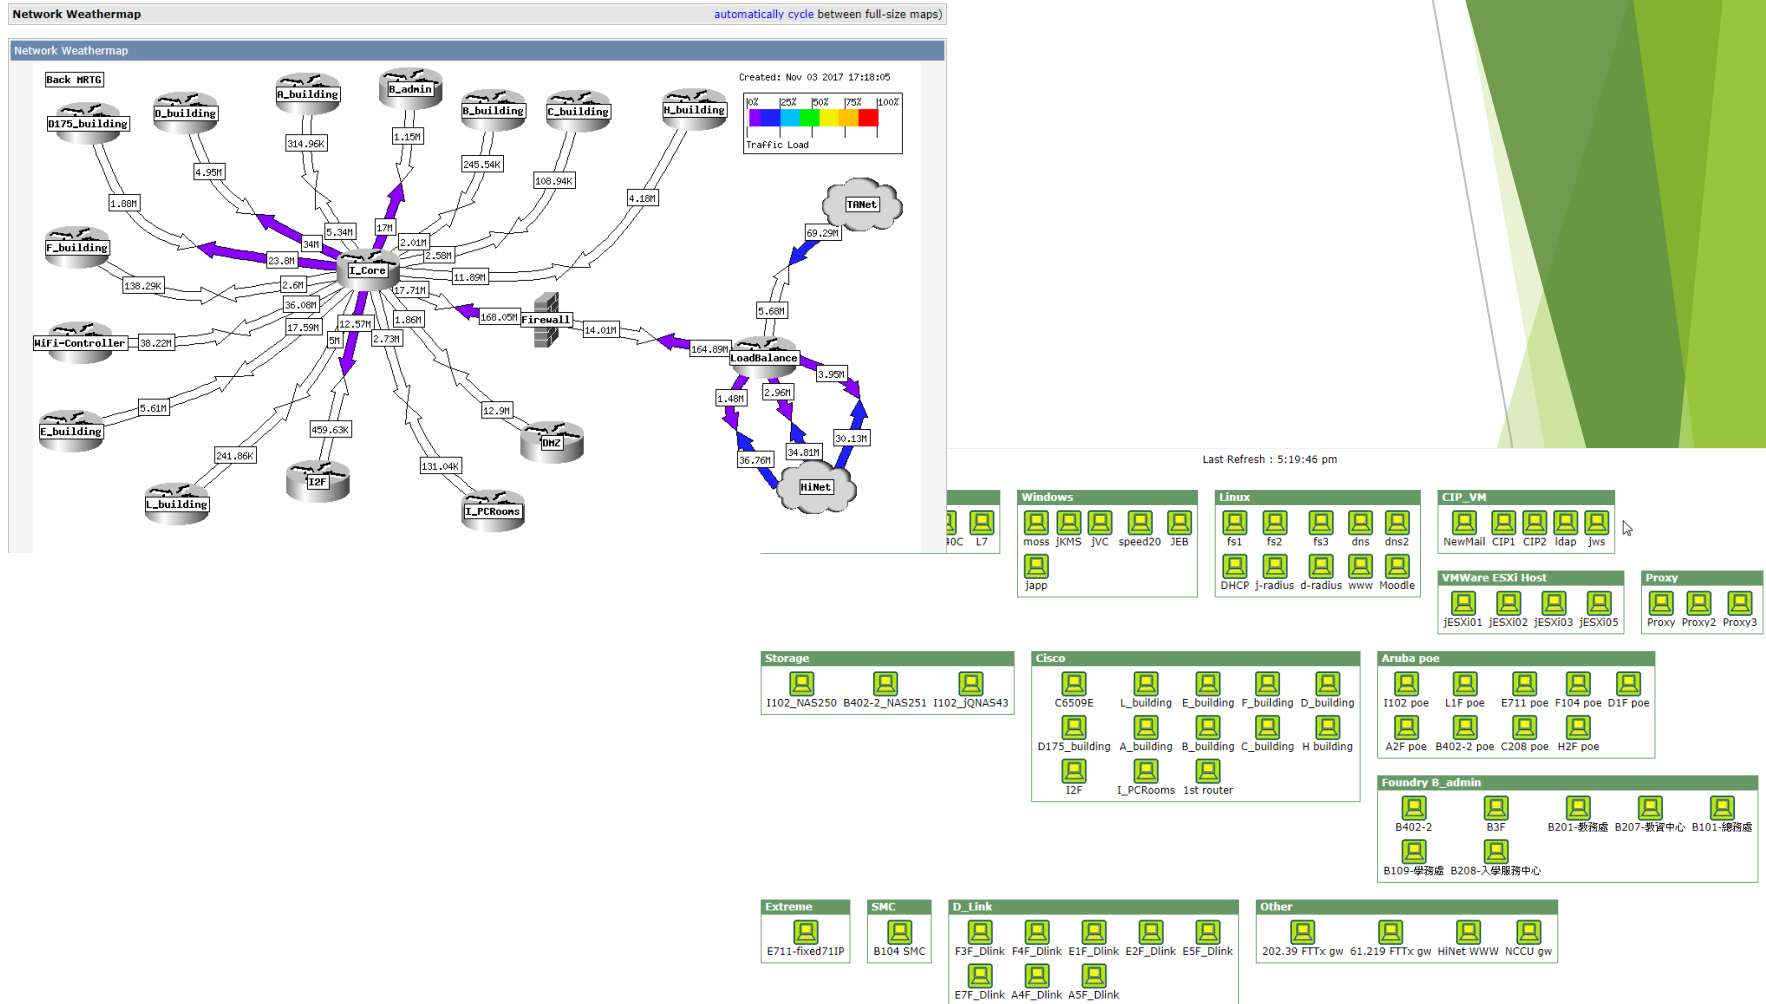 Network Weathermap
automatically cycle between full-size maps)
Network Weathermap
Back MRTG
Created: Nov 03 2017 17:18:05
0% 25% 50% 75% 100%
Traffic Load
A_building
B_admin
D_building
B_building
C_building
H_building
D175_building
314.96K
1.15M
245.54K
4.95M
108.94K
1.88M
4.18M
TANet
69.29M
F_building
5.34M
17M
34M
2.01M
2.58M
23.8M
I_Core
11.89M
138.29K
2.6M
17.71M
36.08M
5.68M
168.05M
Firewall
14.01M
17.59M
12.57M
1.86M
5M
2.73M
WiFi-Controller
38.22M
164.89M
LoadBalance
3.95M
1.48M
2.96M
5.61M
12.9M
E_building
459.63K
DMZ
30.13M
241.86K
131.04K
36.76M
34.81M
I2F
HiNet
L_building
I_PCRooms
Last Refresh : 5:19:46 pm
40C L7
Windows
moss jKMS jVC speed20 JEB
japp
Linux
fs1 fs2 fs3 dns dns2
DHCP j-radius d-radius www Moodle
CIP_VM
NewMail CIP1 CIP2 ldap jws
VMWare ESXi Host
jESXi01 jESXi02 jESXi03 jESXi05
Proxy
Proxy Proxy2 Proxy3
Storage
I102_NAS250 B402-2_NAS251 I102_jQNAS43
Cisco
C6509E L_building E_building F_building D_building
D175_building A_building B_building C_building H building
I2F I_PCRooms 1st router
Aruba poe
I102 poe L1F poe E711 poe F104 poe D1F poe
A2F poe B402-2 poe C208 poe H2F poe
Foundry B_admin
B402-2 B3F B201-教務處 B207-教資中心 B101-總務處
B109-學務處 B208-入學服務中心
Extreme
E711-fixed71IP
SMC
B104 SMC
D_Link
F3F_Dlink F4F_Dlink E1F_Dlink E2F_Dlink E5F_Dlink
E7F_Dlink A4F_Dlink A5F_Dlink
Other
202.39 FTTx gw 61.219 FTTx gw HiNet WWW NCCU gw